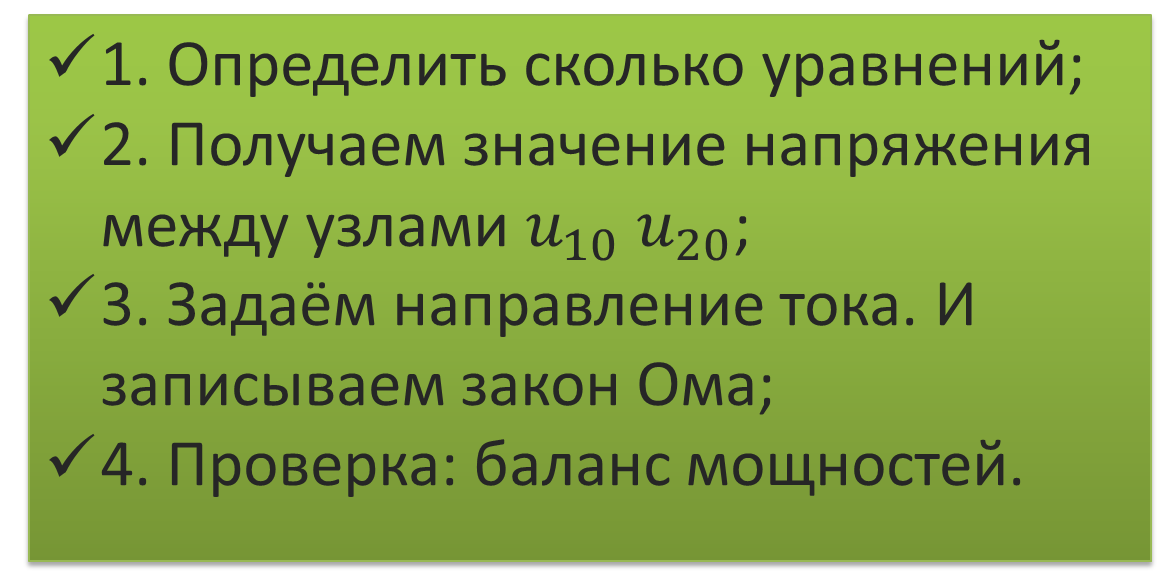 ✓1. Определить сколько уравнений;
✓2. Получаем значение напряжения
между узлами u₁₀ u₂₀;
✓3. Задаём направление тока. И
записываем закон Ома;
✓4. Проверка: баланс мощностей.